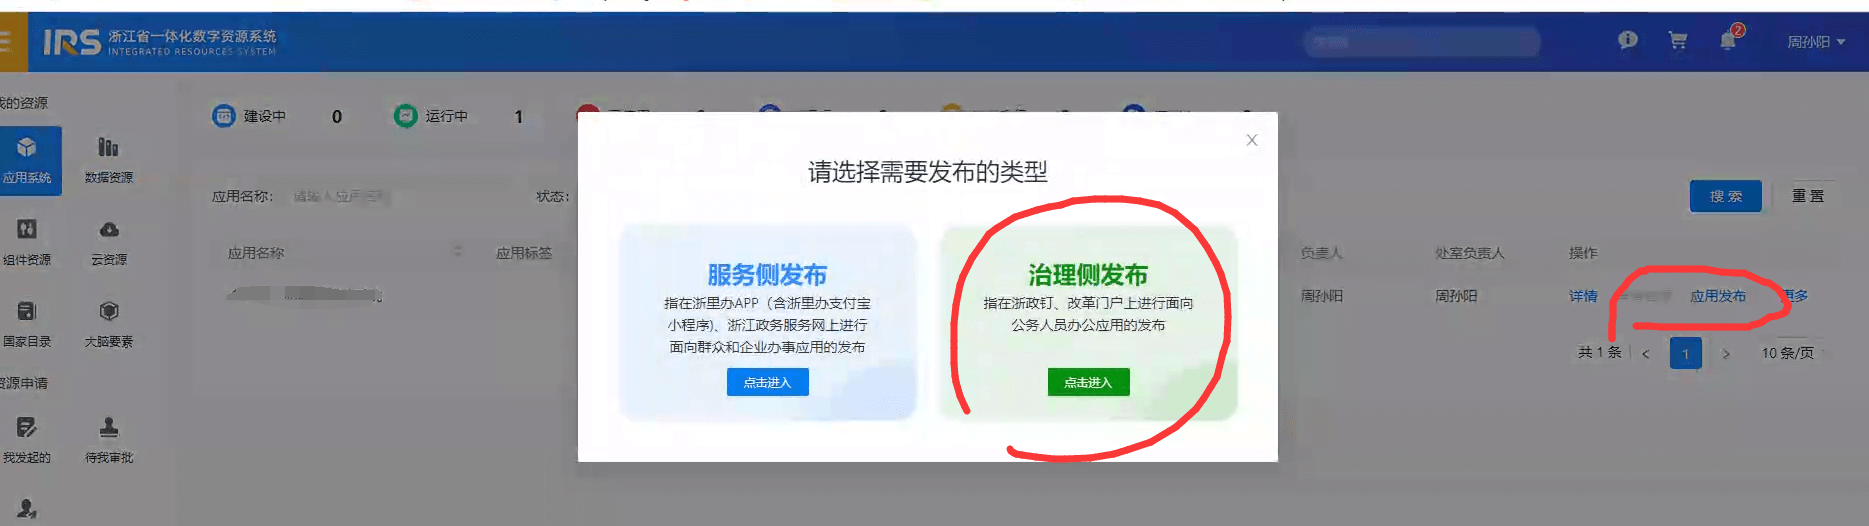 IRS 浙江省一体化数字资源系统
INTEGRATED RESOURCES SYSTEM
2
周孙阳
我的资源
建设中 0 运行中 1
应用系统 数据资源
组件资源 云资源
国家目录 大脑要素
资源申请
我发起的 待我审批
应用名称: 请输入应用名称 状态:
搜索 重置
应用名称 应用标签 负责人 处室负责人 操作
周孙阳 周孙阳 详情 应用发布 更多
共 1 条 < 1 > 10 条/页
X
请选择需要发布的类型
服务侧发布
指在浙里办APP（含浙里办支付宝
小程序)、浙江政务服务网上进行
面向群众和企业办事应用的发布
点击进入
治理侧发布
指在浙政钉、改革门户上进行面向
公务人员办公应用的发布
点击进入